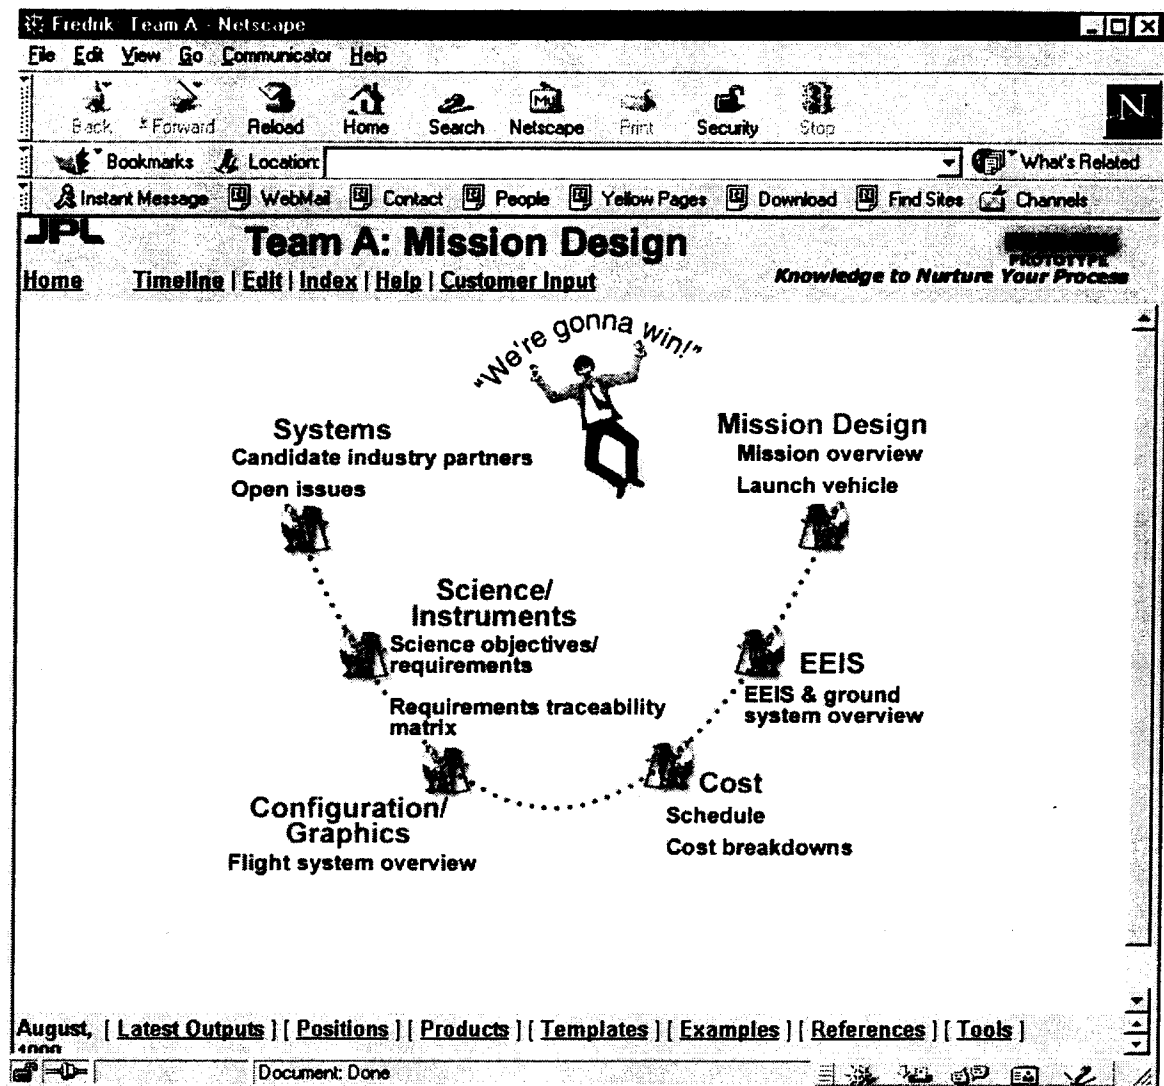 Fredrik: Team A - Netscape
File Edit View Go Communicator Help
Back Forward Reload Home Search Netscape Print Security Stop
N
Bookmarks Location: What's Related
Instant Message WebMail Contact People Yellow Pages Download Find Sites Channels
JPL Team A: Mission Design
PROTOTYPE
Home Timeline | Edit | Index | Help | Customer Input
Knowledge to Nurture Your Process
"We're gonna win!"
Systems
Candidate industry partners
Open issues
Mission Design
Mission overview
Launch vehicle
Science/
Instruments
Science objectives/
requirements
Requirements traceability
matrix
EEIS
EEIS & ground
system overview
Configuration/
Graphics
Flight system overview
Cost
Schedule
Cost breakdowns
August, [ Latest Outputs ] [ Positions ] [ Products ] [ Templates ] [ Examples ] [ References ] [ Tools ]
Document: Done